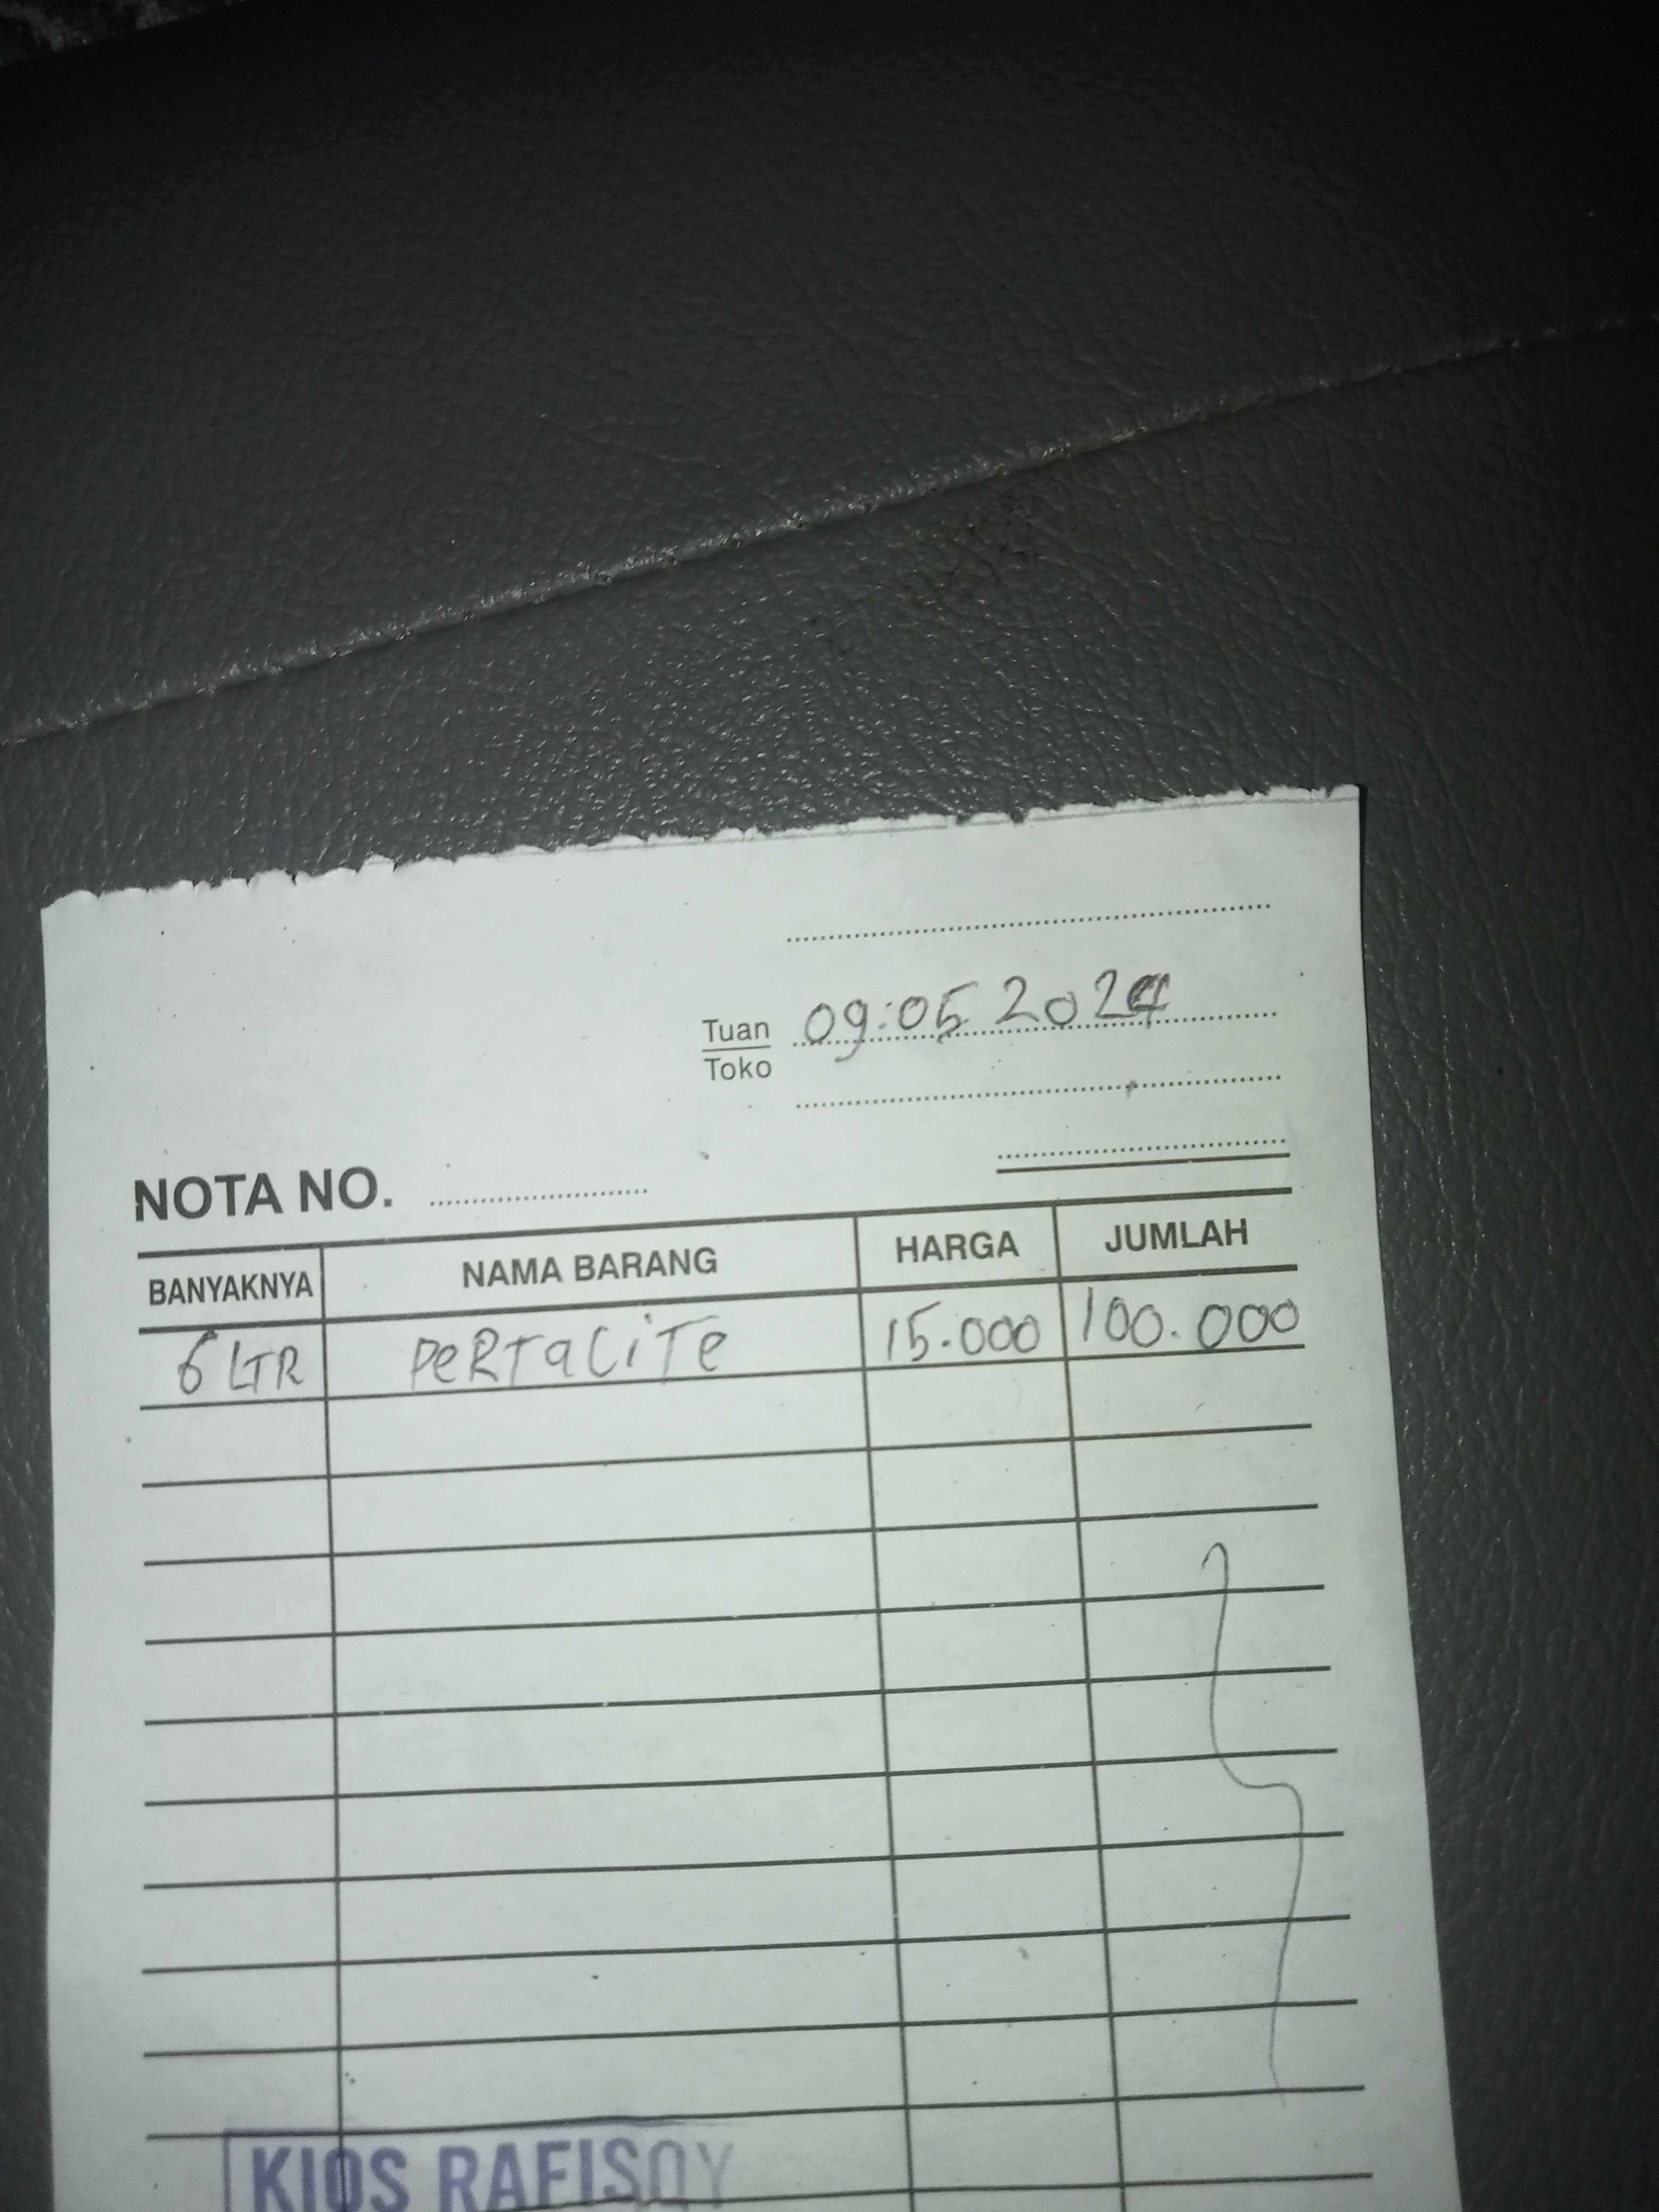 Tuan
Toko
09:05 2024
NOTA NO.
BANYAKNYA NAMA BARANG HARGA JUMLAH
6 LTR PeRTaLiTe 15.000 100.000
KIOS RAFISQY